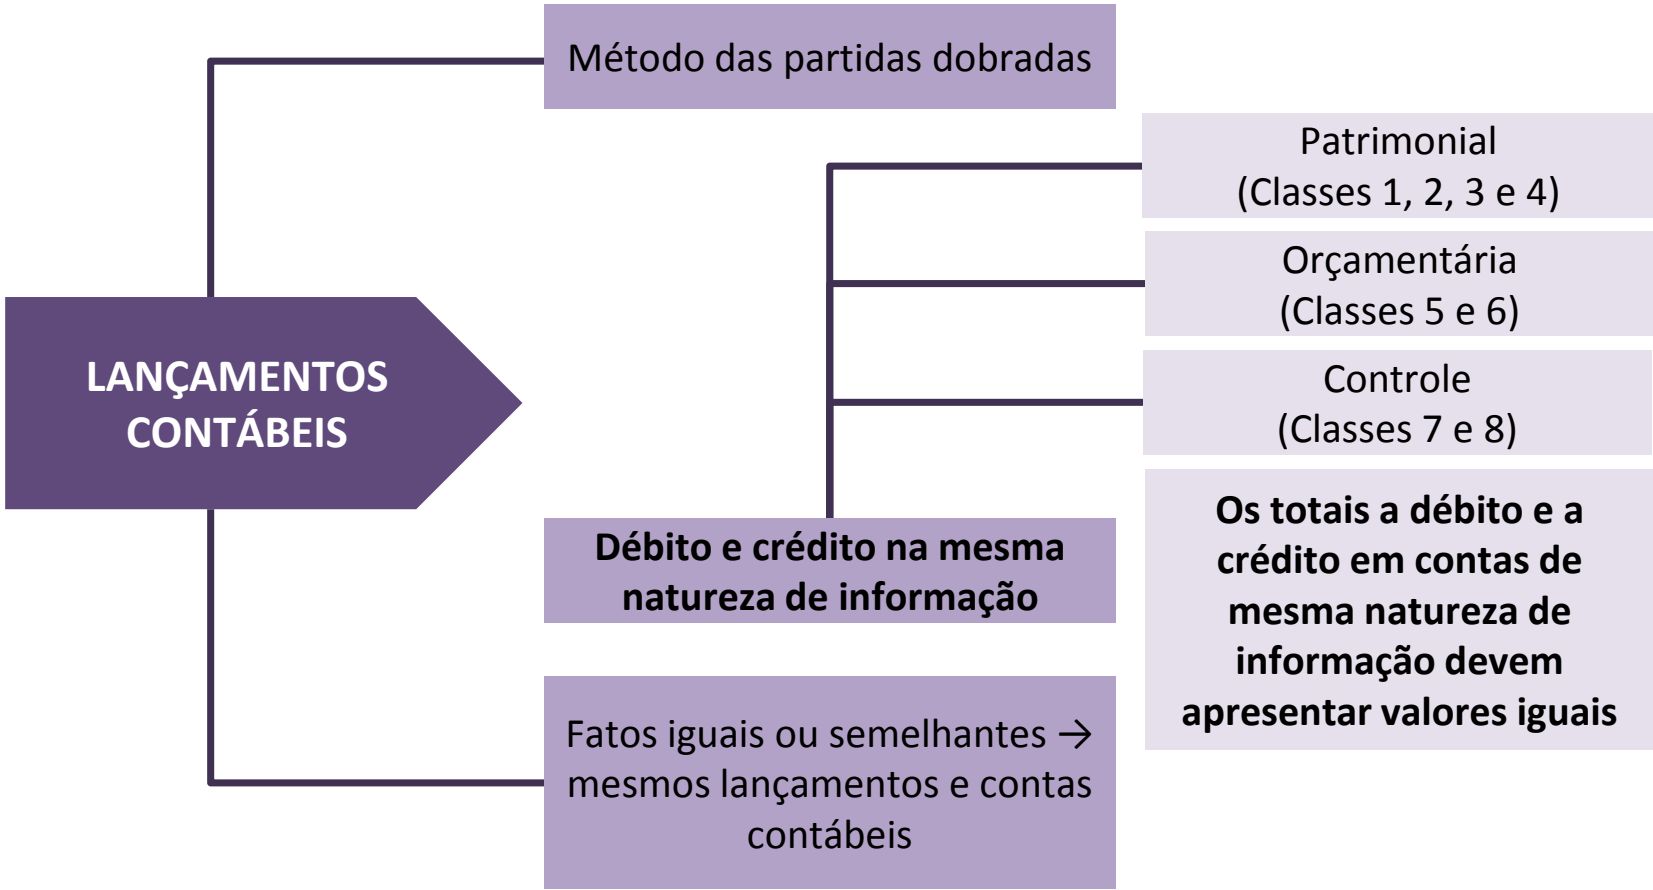 Método das partidas dobradas
Patrimonial
(Classes 1, 2, 3 e 4)
Orçamentária
(Classes 5 e 6)
LANÇAMENTOS
CONTÁBEIS
Controle
(Classes 7 e 8)
Débito e crédito na mesma
natureza de informação
Os totais a débito e a
crédito em contas de
mesma natureza de
informação devem
apresentar valores iguais
Fatos iguais ou semelhantes →
mesmos lançamentos e contas
contábeis